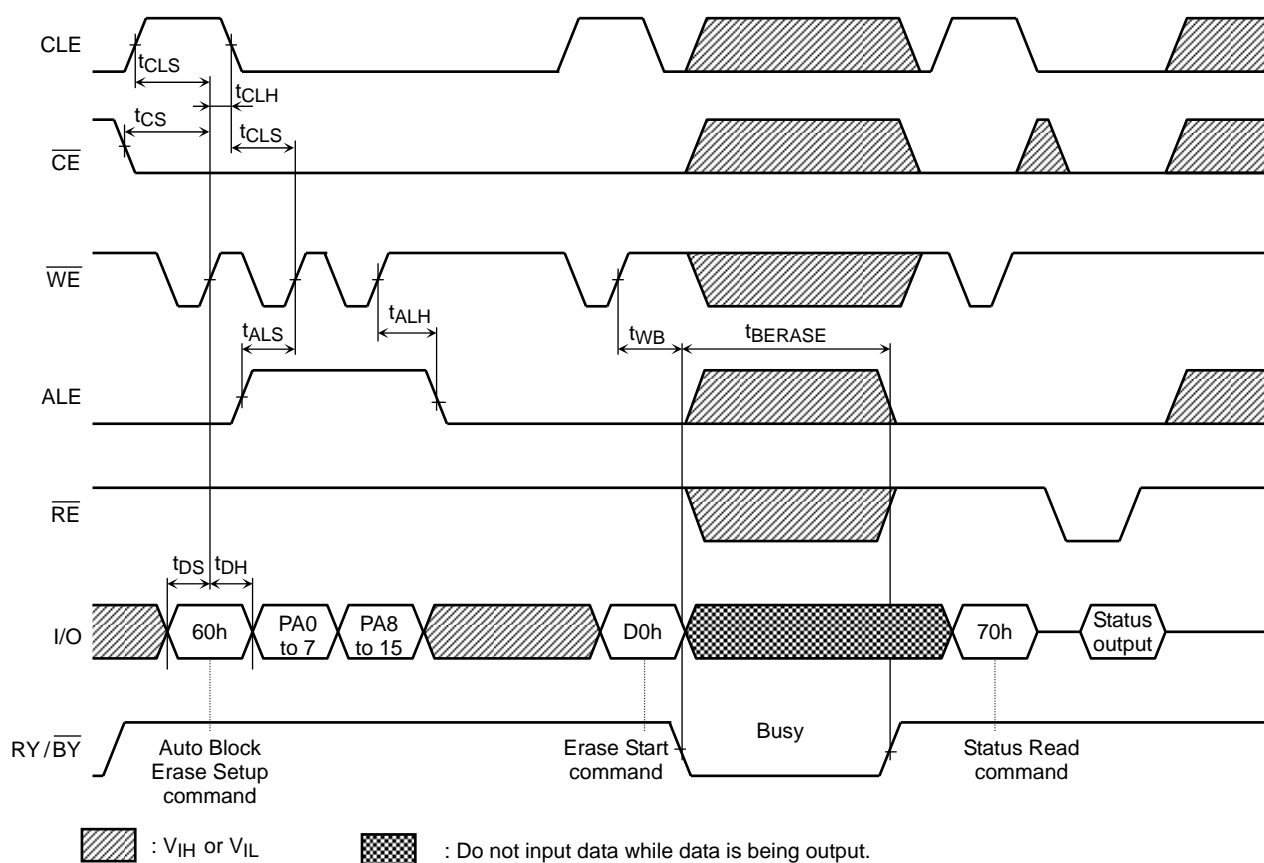 CLE
tCLS
tCLH
tCS
tCLS
CE
WE
tALS
tALH
tWB
tBERASE
ALE
RE
tDS
tDH
I/O
60h
PA0
to 7
PA8
to 15
D0h
70h
Status
output
RY/BY
Auto Block
Erase Setup
command
Erase Start
command
Busy
Status Read
command
: VIH or VIL
: Do not input data while data is being output.